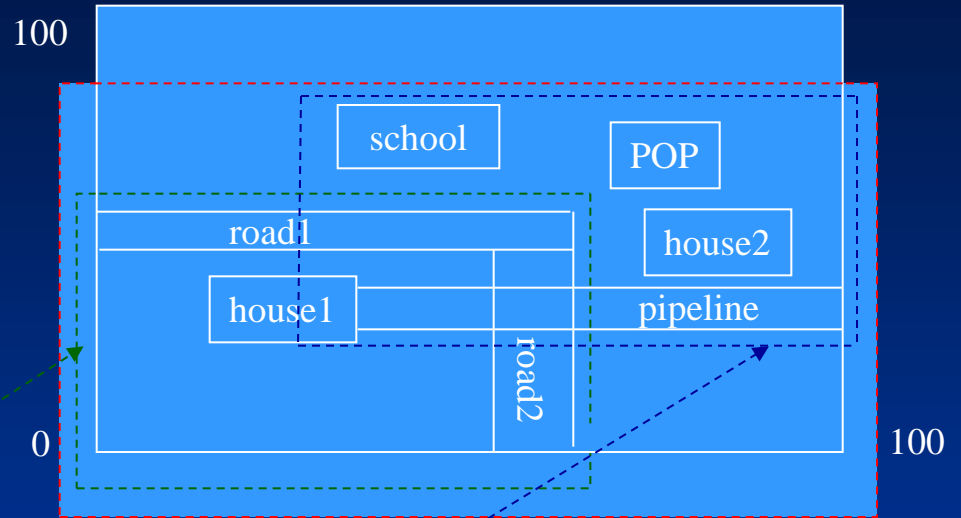 100
school
POP
road1
house2
house1
pipeline
road2
0
100